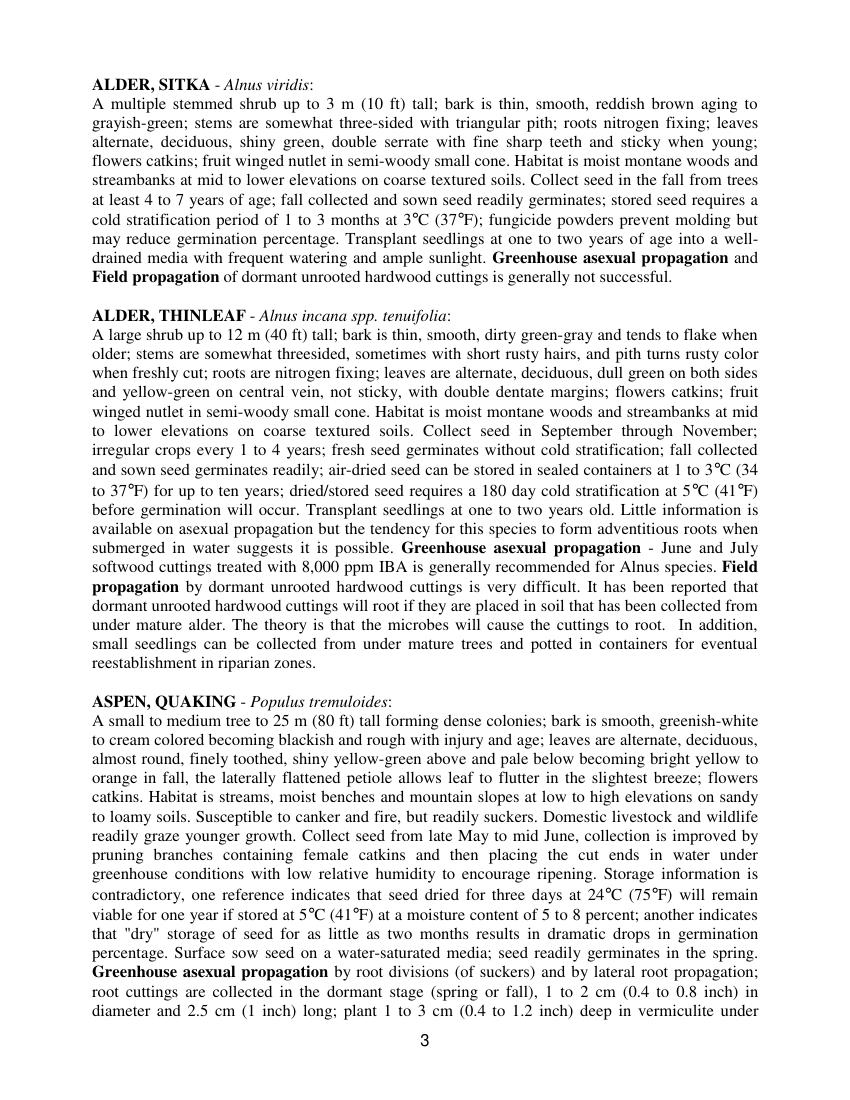 ALDER, SITKA - Alnus viridis:
A multiple stemmed shrub up to 3 m (10 ft) tall; bark is thin, smooth, reddish brown aging to
grayish-green; stems are somewhat three-sided with triangular pith; roots nitrogen fixing; leaves
alternate, deciduous, shiny green, double serrate with fine sharp teeth and sticky when young;
flowers catkins; fruit winged nutlet in semi-woody small cone. Habitat is moist montane woods and
streambanks at mid to lower elevations on coarse textured soils. Collect seed in the fall from trees
at least 4 to 7 years of age; fall collected and sown seed readily germinates; stored seed requires a
cold stratification period of 1 to 3 months at 3°C (37°F); fungicide powders prevent molding but
may reduce germination percentage. Transplant seedlings at one to two years of age into a well-
drained media with frequent watering and ample sunlight. Greenhouse asexual propagation and
Field propagation of dormant unrooted hardwood cuttings is generally not successful.
ALDER, THINLEAF - Alnus incana spp. tenuifolia:
A large shrub up to 12 m (40 ft) tall; bark is thin, smooth, dirty green-gray and tends to flake when
older; stems are somewhat threesided, sometimes with short rusty hairs, and pith turns rusty color
when freshly cut; roots are nitrogen fixing; leaves are alternate, deciduous, dull green on both sides
and yellow-green on central vein, not sticky, with double dentate margins; flowers catkins; fruit
winged nutlet in semi-woody small cone. Habitat is moist montane woods and streambanks at mid
to lower elevations on coarse textured soils. Collect seed in September through November;
irregular crops every 1 to 4 years; fresh seed germinates without cold stratification; fall collected
and sown seed germinates readily; air-dried seed can be stored in sealed containers at 1 to 3°C (34
to 37°F) for up to ten years; dried/stored seed requires a 180 day cold stratification at 5°C (41°F)
before germination will occur. Transplant seedlings at one to two years old. Little information is
available on asexual propagation but the tendency for this species to form adventitious roots when
submerged in water suggests it is possible. Greenhouse asexual propagation - June and July
softwood cuttings treated with 8,000 ppm IBA is generally recommended for Alnus species. Field
propagation by dormant unrooted hardwood cuttings is very difficult. It has been reported that
dormant unrooted hardwood cuttings will root if they are placed in soil that has been collected from
under mature alder. The theory is that the microbes will cause the cuttings to root. In addition,
small seedlings can be collected from under mature trees and potted in containers for eventual
reestablishment in riparian zones.
ASPEN, QUAKING - Populus tremuloides:
A small to medium tree to 25 m (80 ft) tall forming dense colonies; bark is smooth, greenish-white
to cream colored becoming blackish and rough with injury and age; leaves are alternate, deciduous,
almost round, finely toothed, shiny yellow-green above and pale below becoming bright yellow to
orange in fall, the laterally flattened petiole allows leaf to flutter in the slightest breeze; flowers
catkins. Habitat is streams, moist benches and mountain slopes at low to high elevations on sandy
to loamy soils. Susceptible to canker and fire, but readily suckers. Domestic livestock and wildlife
readily graze younger growth. Collect seed from late May to mid June, collection is improved by
pruning branches containing female catkins and then placing the cut ends in water under
greenhouse conditions with low relative humidity to encourage ripening. Storage information is
contradictory, one reference indicates that seed dried for three days at 24°C (75°F) will remain
viable for one year if stored at 5°C (41°F) at a moisture content of 5 to 8 percent; another indicates
that "dry" storage of seed for as little as two months results in dramatic drops in germination
percentage. Surface sow seed on a water-saturated media; seed readily germinates in the spring.
Greenhouse asexual propagation by root divisions (of suckers) and by lateral root propagation;
root cuttings are collected in the dormant stage (spring or fall), 1 to 2 cm (0.4 to 0.8 inch) in
diameter and 2.5 cm (1 inch) long; plant 1 to 3 cm (0.4 to 1.2 inch) deep in vermiculite under
3